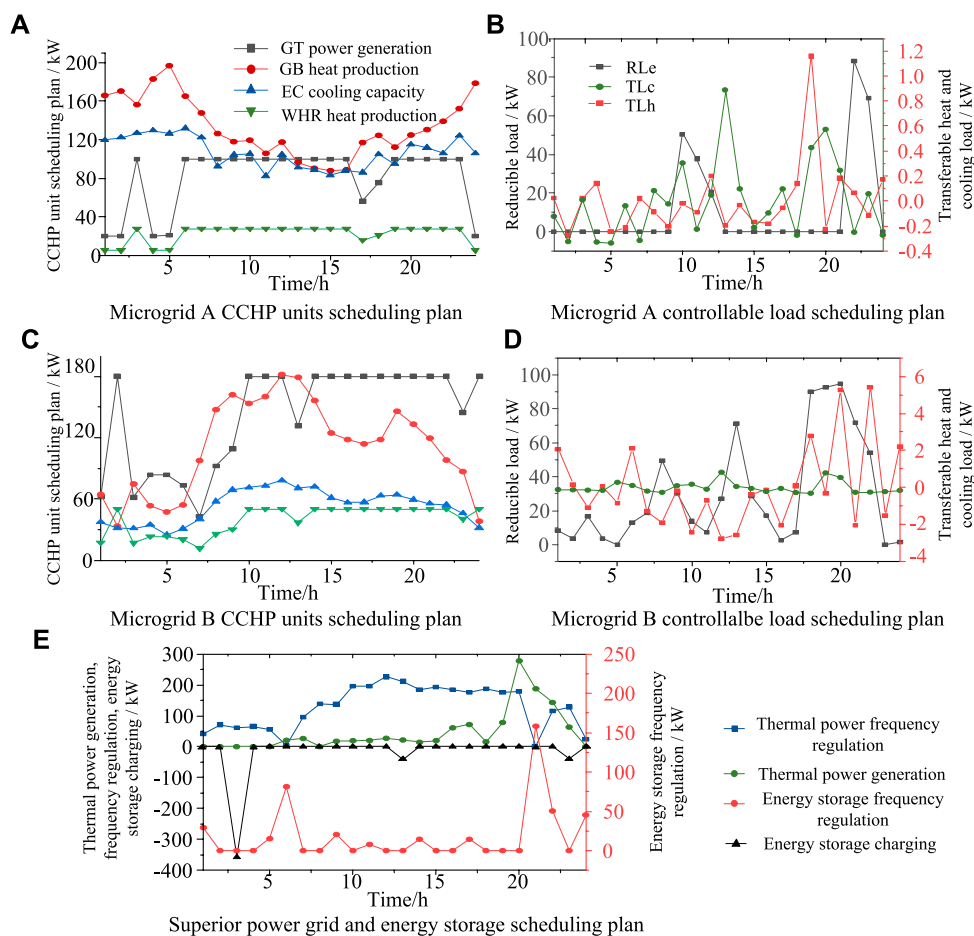 A
CCHP unit scheduling plan / kW
200
160
120
80
40
0
GT power generation
GB heat production
EC cooling capacity
WHR heat production
5
10
15
20
Time/h
Microgrid A CCHP units scheduling plan
B
Reducible load / kW
100
80
60
40
20
0
RLe
TLc
TLh
1.2
1.0
0.8
0.6
0.4
0.2
0.0
-0.2
-0.4
Transferable heat and
cooling load / kW
5
10
15
20
Time/h
Microgrid A controllable load scheduling plan
C
CCHP unit scheduling plan / kW
180
120
60
0
5
10
15
20
Time/h
Microgrid B CCHP units scheduling plan
D
Reducible load / kW
100
80
60
40
20
0
6
4
2
0
-2
-4
Transferable heat and
cooling load / kW
5
10
15
20
Time/h
Microgrid B controllalbe load scheduling plan
E
Thermal power generation,
frequency regulation, energy
storage charging / kW
300
200
100
0
-100
-200
-300
-400
250
200
150
100
50
0
Energy storage frequency
regulation / kW
5
10
15
20
Time/h
Superior power grid and energy storage scheduling plan
Thermal power frequency
regulation
Thermal power generation
Energy storage frequency
regulation
Energy storage charging